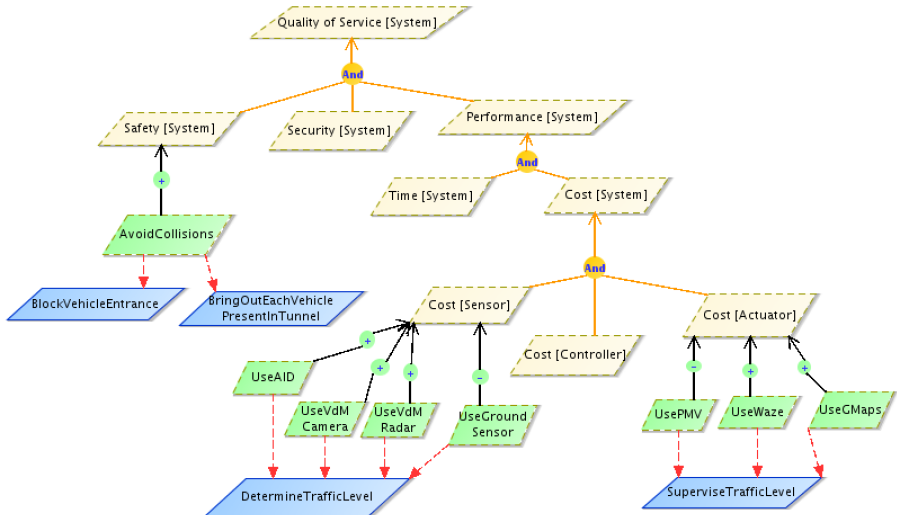 Quality of Service [System]
And
Safety [System]
Security [System]
Performance [System]
And
+
Time [System]
Cost [System]
AvoidCollisions
And
BlockVehicleEntrance
BringOutEachVehicle
PresentInTunnel
Cost [Sensor]
Cost [Controller]
Cost [Actuator]
+
+
+
-
-
+
+
UseAID
UseVdM
Camera
UseVdM
Radar
UseGround
Sensor
UsePMV
UseWaze
UseGMaps
DetermineTrafficLevel
SuperviseTrafficLevel